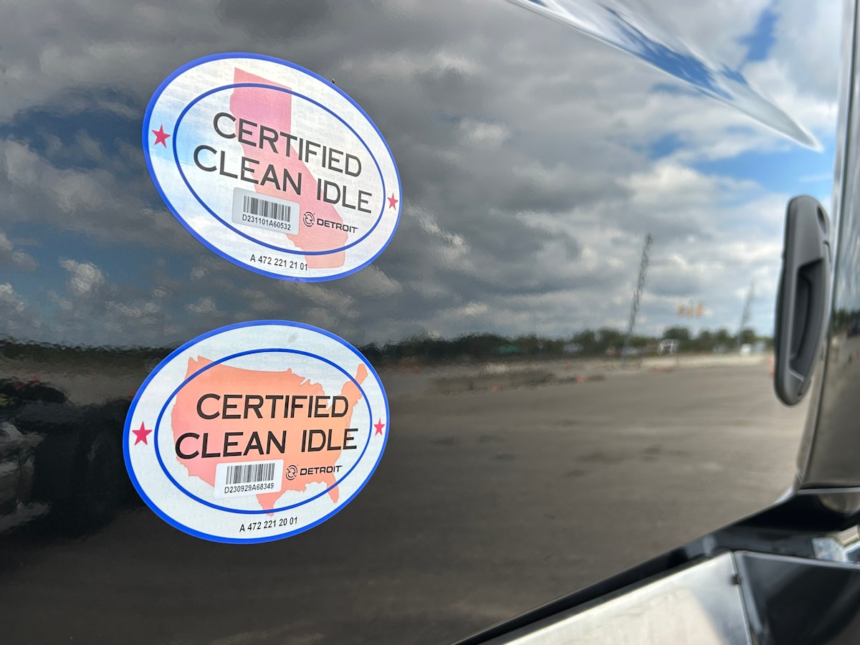 CERTIFIED
CLEAN IDLE
D231101A60532
DETROIT
A 472 221 21 01
CERTIFIED
CLEAN IDLE
D230929A68349
DETROIT
A 472 221 20 01